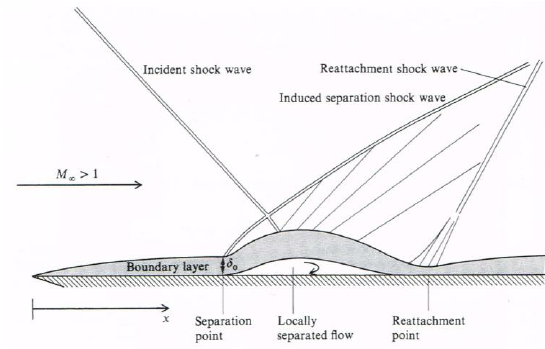 Incident shock wave
Reattachment shock wave
Induced separation shock wave
M∞ > 1
Boundary layer
δ₀
x
Separation
point
Locally
separated flow
Reattachment
point